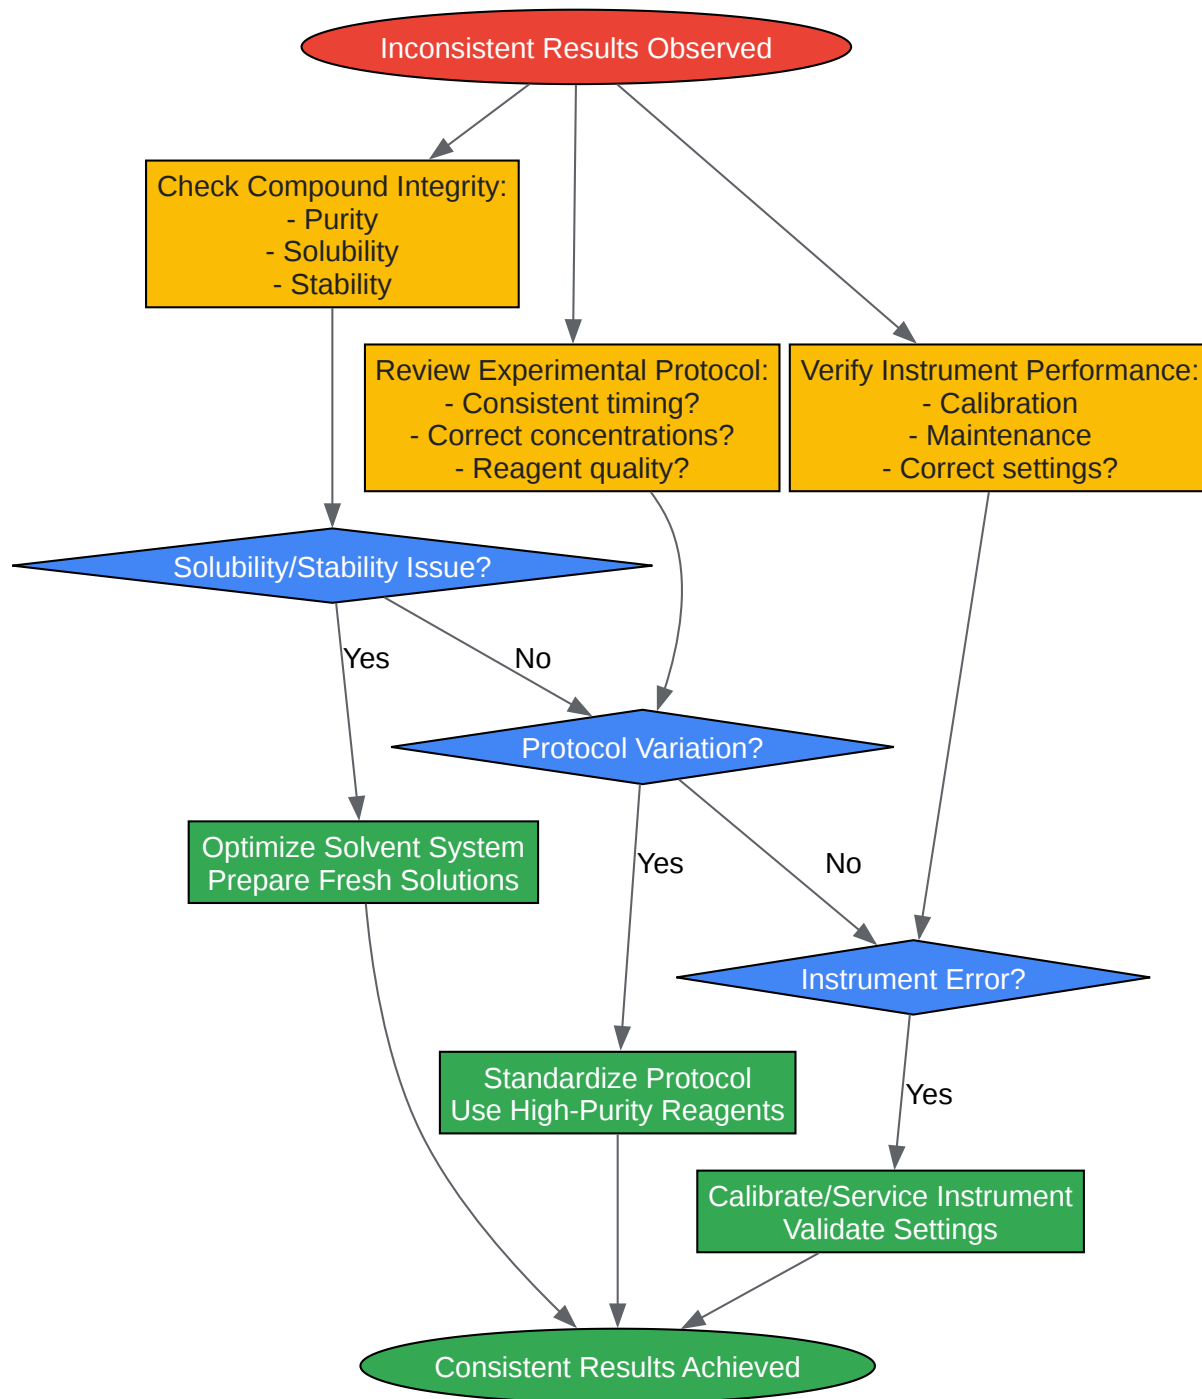 Inconsistent Results Observed
Check Compound Integrity:
- Purity
- Solubility
- Stability
Review Experimental Protocol:
- Consistent timing?
- Correct concentrations?
- Reagent quality?
Verify Instrument Performance:
- Calibration
- Maintenance
- Correct settings?
Solubility/Stability Issue?
Yes
No
Protocol Variation?
Optimize Solvent System
Prepare Fresh Solutions
Yes
No
Instrument Error?
Standardize Protocol
Use High-Purity Reagents
Yes
Calibrate/Service Instrument
Validate Settings
Consistent Results Achieved